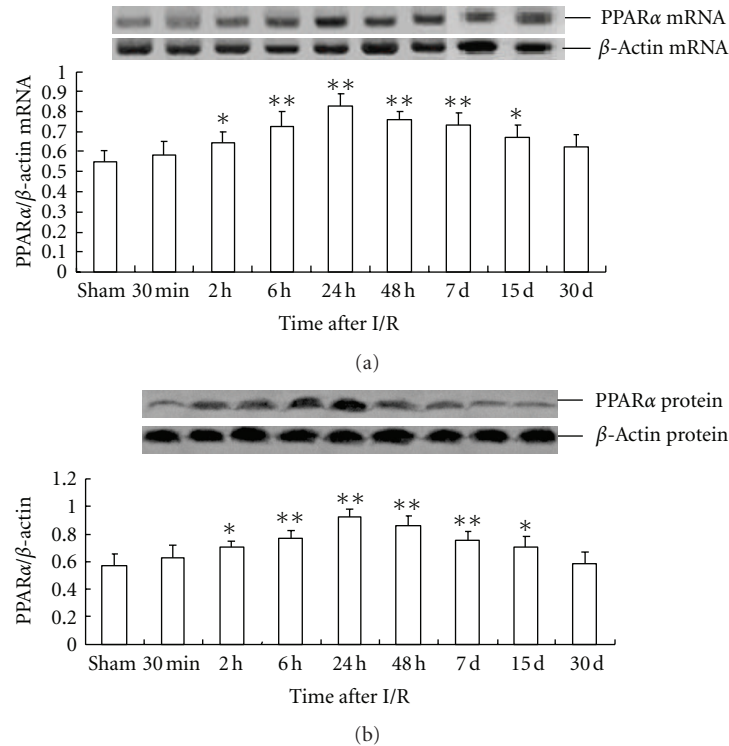 PPARα mRNA
β-Actin mRNA
PPARα/β-actin mRNA
1
0.9
0.8
0.7
0.6
0.5
0.4
0.3
0.2
0.1
0
* ** ** ** ** *
Sham 30 min 2 h 6 h 24 h 48 h 7 d 15 d 30 d
Time after I/R
(a)
PPARα protein
β-Actin protein
PPARα/β-actin
1.2
1
0.8
0.6
0.4
0.2
0
* ** ** ** ** *
Sham 30 min 2 h 6 h 24 h 48 h 7 d 15 d 30 d
Time after I/R
(b)